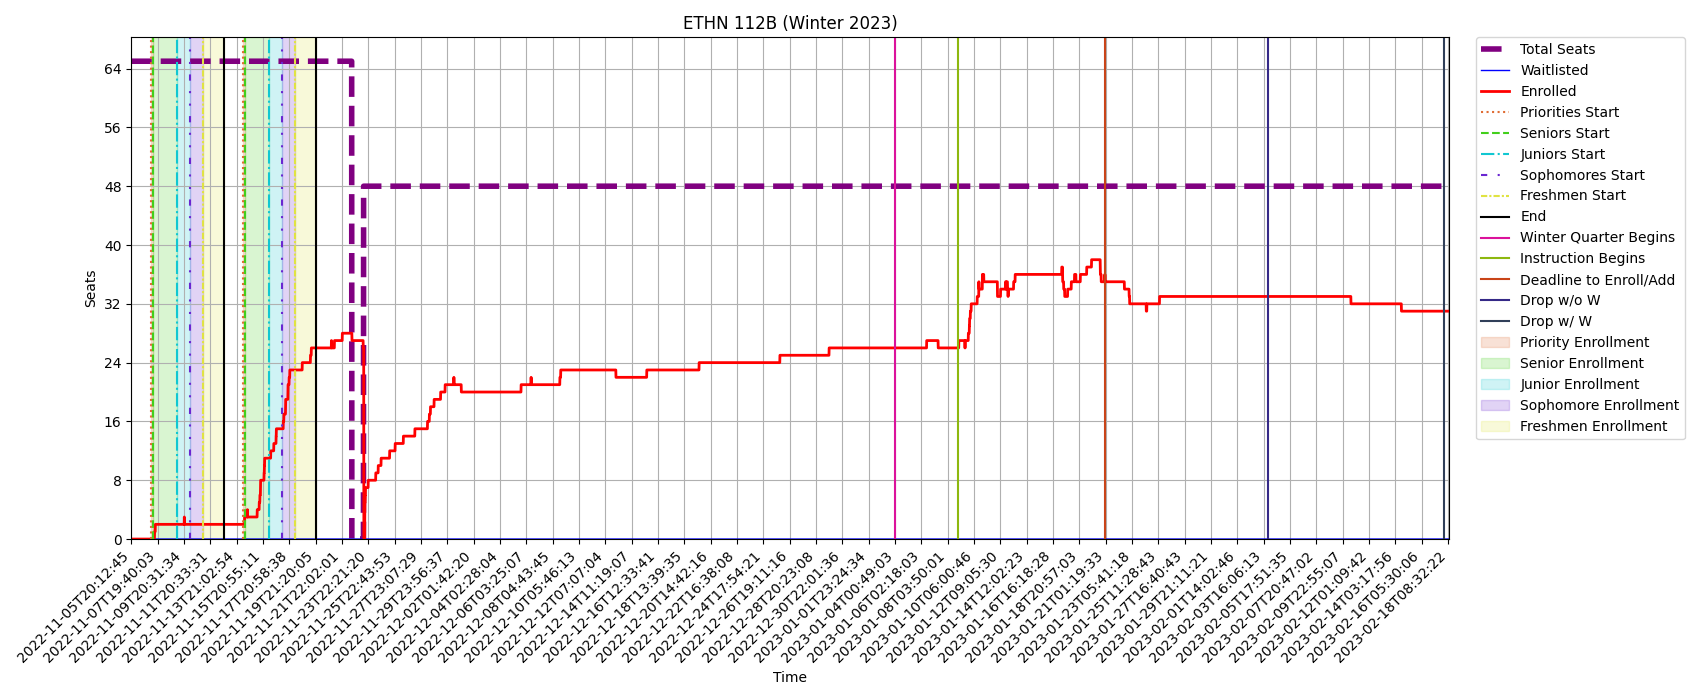 ETHN 112B (Winter 2023)
64
56
48
40
32
24
16
8
0
Seats
2022-11-05T20:12:45
2022-11-07T19:40:03
2022-11-09T20:31:34
2022-11-11T20:33:31
2022-11-13T21:02:54
2022-11-15T20:55:11
2022-11-17T20:58:38
2022-11-19T21:20:05
2022-11-21T22:02:01
2022-11-23T22:21:20
2022-11-25T22:43:53
2022-11-27T23:07:29
2022-11-29T23:56:37
2022-12-04T02:28:04
2022-12-02T01:42:20
2022-12-06T03:25:07
2022-12-08T04:43:45
2022-12-10T05:46:13
2022-12-12T07:07:04
2022-12-14T11:19:07
2022-12-16T12:33:41
2022-12-18T13:39:35
2022-12-20T14:42:16
2022-12-22T16:38:08
2022-12-24T17:54:21
2022-12-26T19:11:16
2022-12-28T20:23:08
2022-12-30T22:01:36
2023-01-01T23:24:34
2023-01-04T00:49:03
2023-01-06T02:18:03
2023-01-08T03:50:01
2023-01-10T06:00:46
2023-01-12T09:05:30
2023-01-14T12:02:23
2023-01-16T16:18:28
2023-01-18T20:57:03
2023-01-21T01:19:33
2023-01-23T05:41:18
2023-01-25T11:28:43
2023-01-27T16:40:43
2023-01-29T21:11:21
2023-02-01T14:02:46
2023-02-03T16:06:13
2023-02-05T17:51:35
2023-02-07T20:47:02
2023-02-09T22:55:07
2023-02-12T01:09:42
2023-02-14T03:17:56
2023-02-16T05:30:06
2023-02-18T08:32:22
Time
Total Seats
Waitlisted
Enrolled
Priorities Start
Seniors Start
Juniors Start
Sophomores Start
Freshmen Start
End
Winter Quarter Begins
Instruction Begins
Deadline to Enroll/Add
Drop w/o W
Drop w/ W
Priority Enrollment
Senior Enrollment
Junior Enrollment
Sophomore Enrollment
Freshmen Enrollment